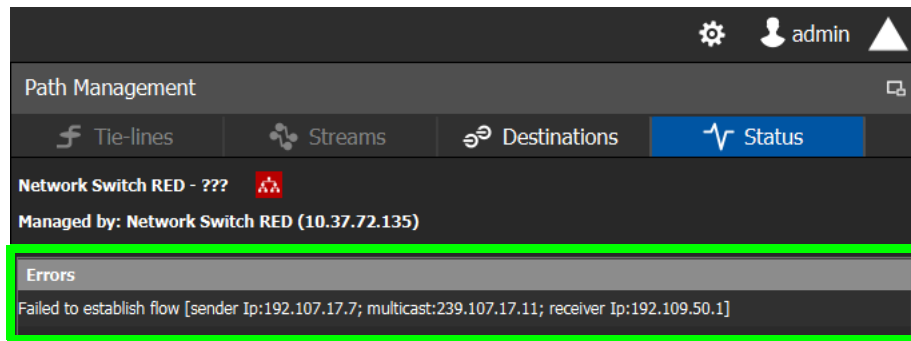 admin
Path Management
Tie-lines Streams Destinations Status
Network Switch RED - ???
Managed by: Network Switch RED (10.37.72.135)
Errors
Failed to establish flow [sender Ip:192.107.17.7; multicast:239.107.17.11; receiver Ip:192.109.50.1]